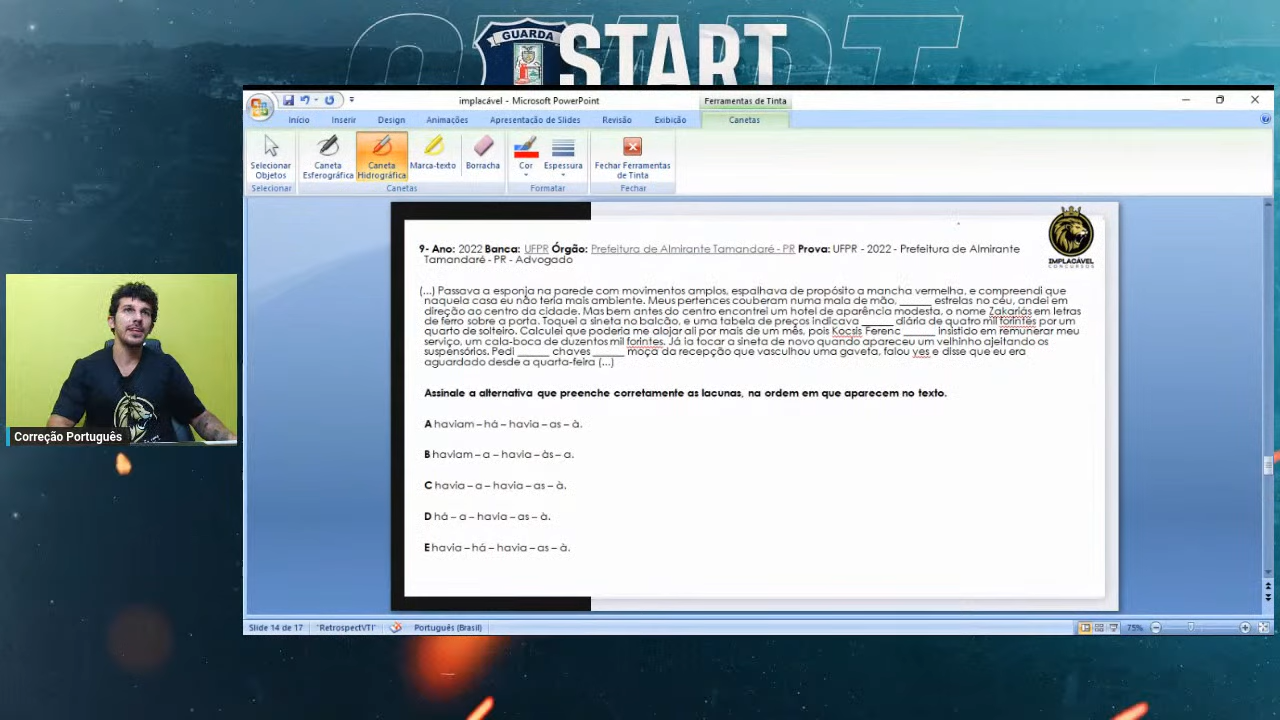 GUARDA
START
implacável - Microsoft PowerPoint
Ferramentas de Tinta
Início Inserir Design Animações Apresentação de Slides Revisão Exibição Canetas
Selecionar Objetos
Caneta Esferográfica
Caneta Hidrográfica
Marca-texto
Borracha
Cor
Espessura
Fechar Ferramentas de Tinta
Selecionar Canetas Formatar Fechar
IMPLACÁVEL
CONCURSOS
9- Ano: 2022 Banca: UFPR Órgão: Prefeitura de Almirante Tamandaré - PR Prova: UFPR - 2022 - Prefeitura de Almirante
Tamandaré - PR - Advogado
(...) Passava a esponja na parede com movimentos amplos, espalhava de propósito a mancha vermelha, e compreendi que
naquela casa eu não teria mais ambiente. Meus pertences couberam numa mala de mão, _____ estrelas no céu, andei em
direção ao centro da cidade. Mas bem antes do centro encontrei um hotel de aparência modesta, o nome Zakariás em letras
de ferro sobre a porta. Toquei a sineta no balcão, e uma tabela de preços indicava _____ diária de quatro mil forintes por um
quarto de solteiro. Calculei que poderia me alojar ali por mais de um mês, pois Kocsis Ferenc _____ insistido em remunerar meu
serviço, um cala-boca de duzentos mil forintes. Já ia tocar a sineta de novo quando apareceu um velhinho ajeitando os
suspensórios. Pedi _____ chaves _____ moça da recepção que vasculhou uma gaveta, falou yes e disse que eu era
aguardado desde a quarta-feira (...)
Assinale a alternativa que preenche corretamente as lacunas, na ordem em que aparecem no texto.
A haviam – há – havia – as – à.
B haviam – a – havia – às – a.
C havia – a – havia – as – à.
D há – a – havia – as – à.
E havia – há – havia – as – à.
Correção Português
Slide 14 de 17 "RetrospectVTI" Português (Brasil) 75%